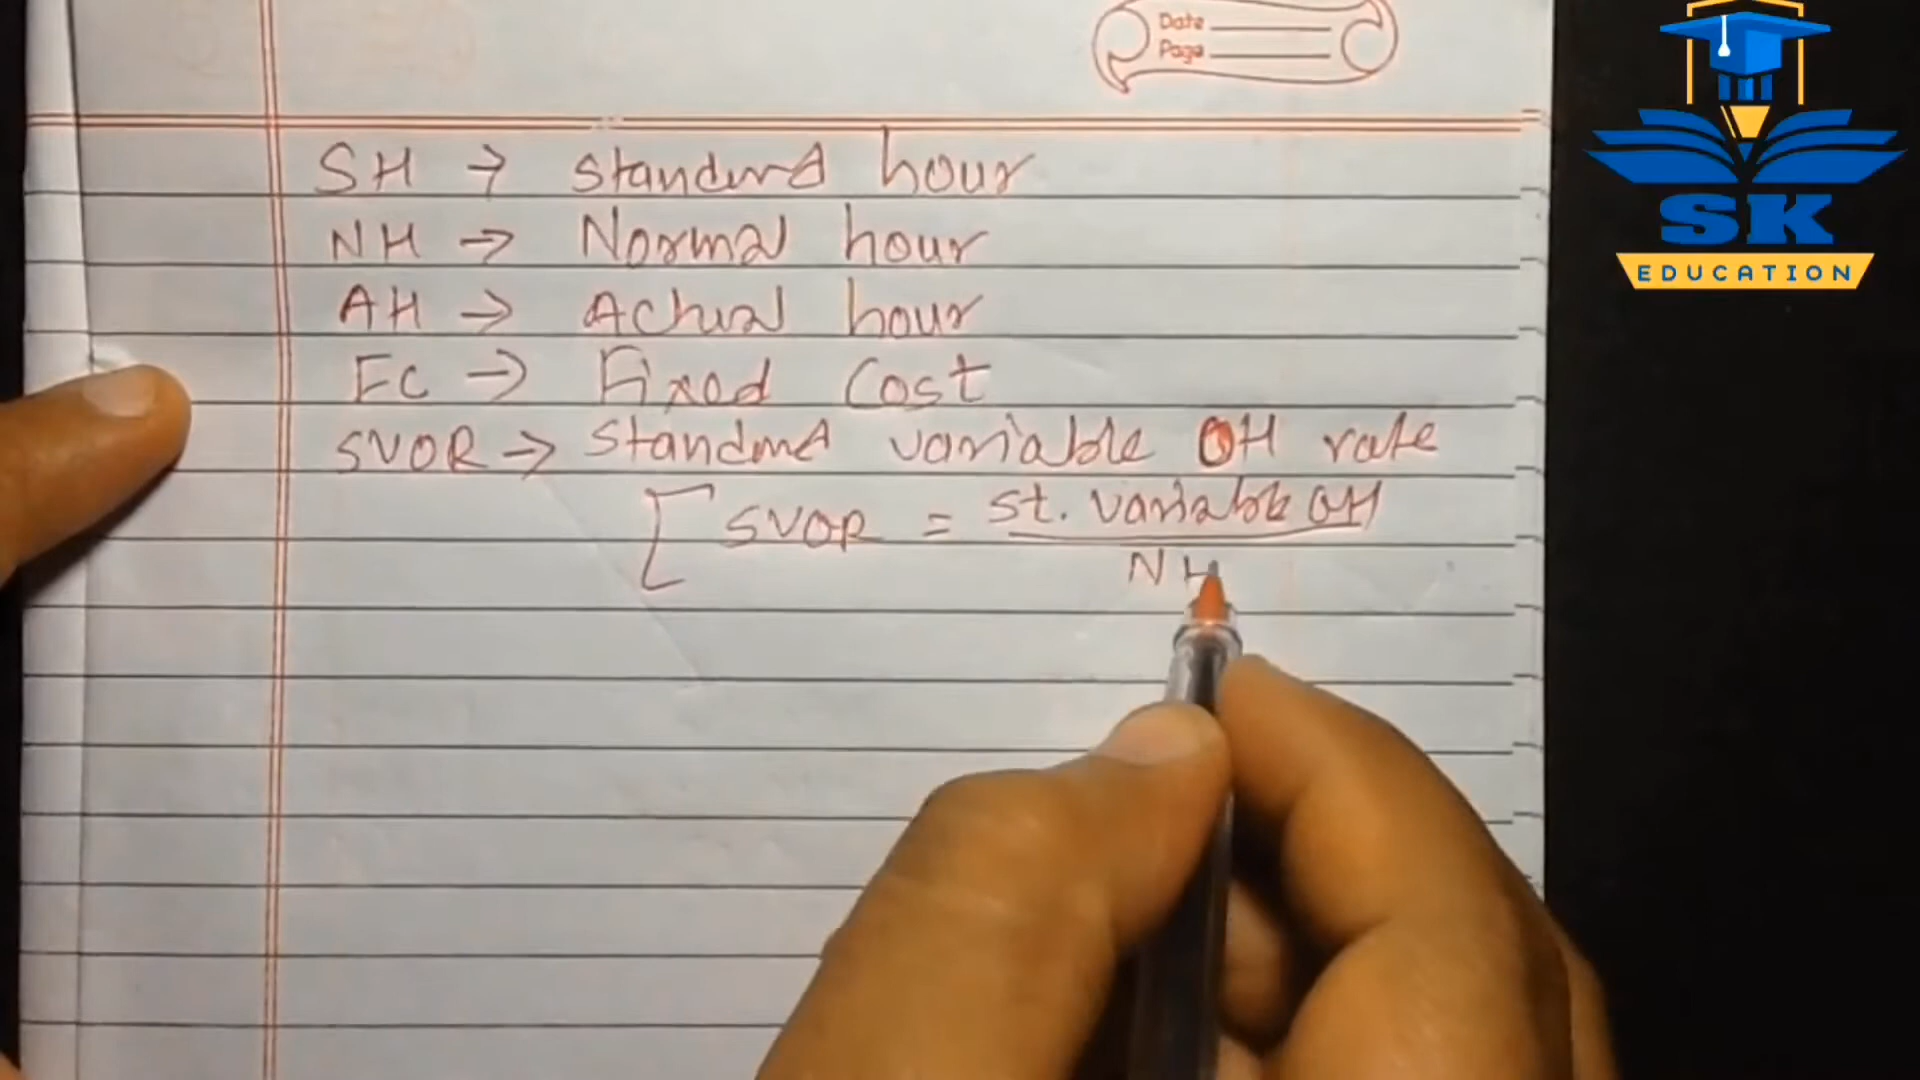 Date
Page
SH → Standard hour
NH → Normal hour
AH → Actual hour
FC → Fixed Cost
SVOR → Standard variable OH rate
[ SVOR = St. variable OH
NH
SK
EDUCATION